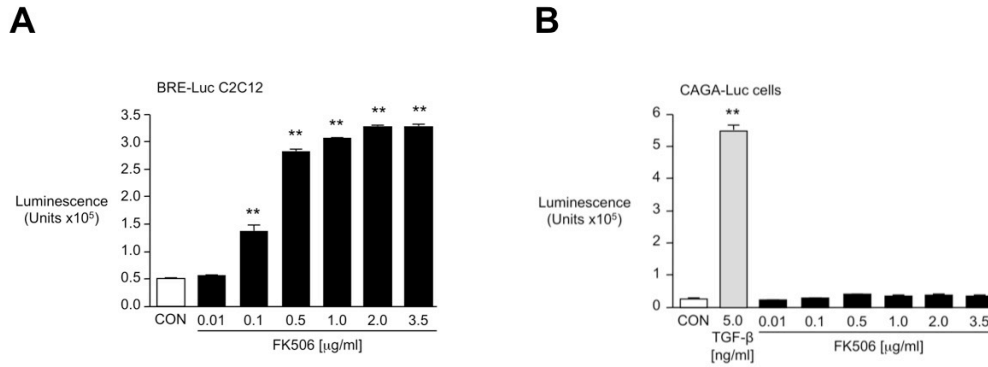 A
BRE-Luc C2C12
3.5
3.0
2.5
2.0
1.5
1.0
0.5
0.0
Luminescence
(Units x10⁵)
** ** ** ** **
CON 0.01 0.1 0.5 1.0 2.0 3.5
FK506 [μg/ml]
B
CAGA-Luc cells
6
5
4
3
2
1
0
Luminescence
(Units x10⁵)
**
CON 5.0 0.01 0.1 0.5 1.0 2.0 3.5
TGF-β
[ng/ml]
FK506 [μg/ml]